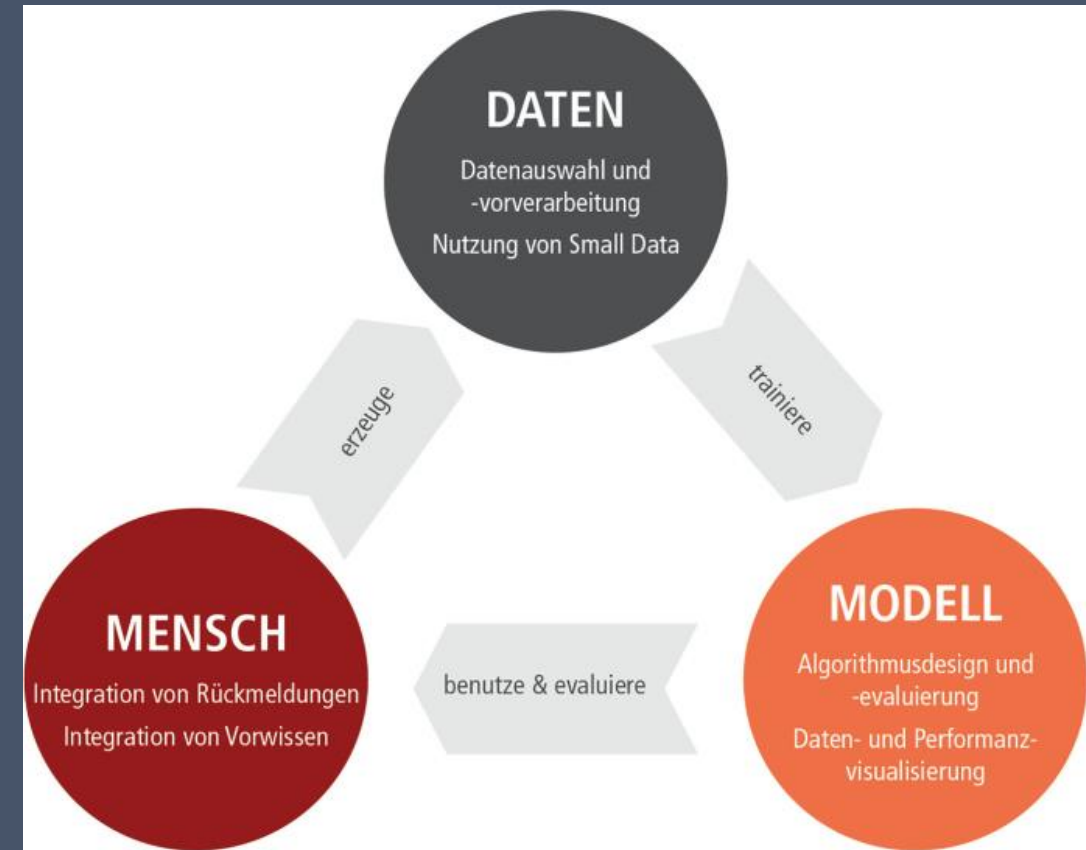 DATEN
Datenauswahl und
-vorverarbeitung
Nutzung von Small Data
erzeuge
trainiere
MENSCH
Integration von Rückmeldungen
Integration von Vorwissen
benutze & evaluiere
MODELL
Algorithmusdesign und
-evaluierung
Daten- und Performanz-
visualisierung